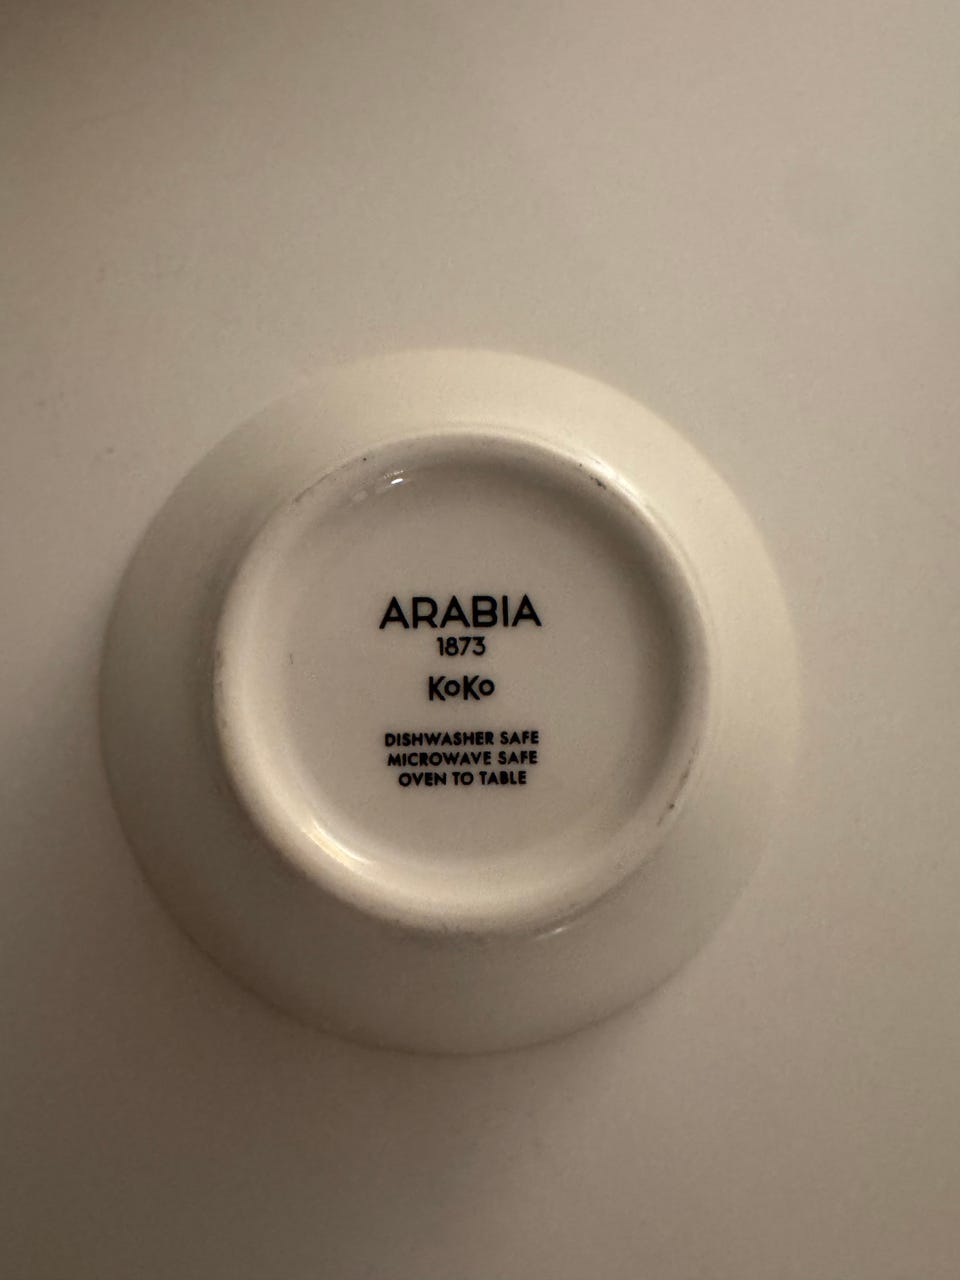 ARABIA
1873
KoKo
DISHWASHER SAFE
MICROWAVE SAFE
OVEN TO TABLE